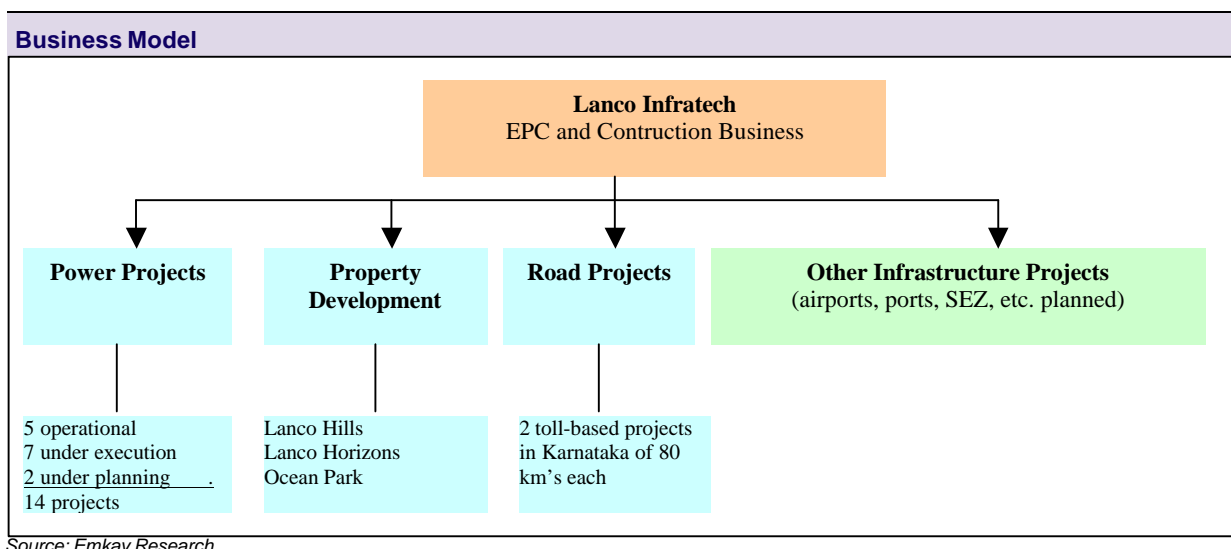 Business Model
Lanco Infratech
EPC and Contruction Business
Power Projects
Property
Development
Road Projects
Other Infrastructure Projects
(airports, ports, SEZ, etc. planned)
5 operational
7 under execution
2 under planning .
14 projects
Lanco Hills
Lanco Horizons
Ocean Park
2 toll-based projects
in Karnataka of 80
km's each
Source: Emkay Research